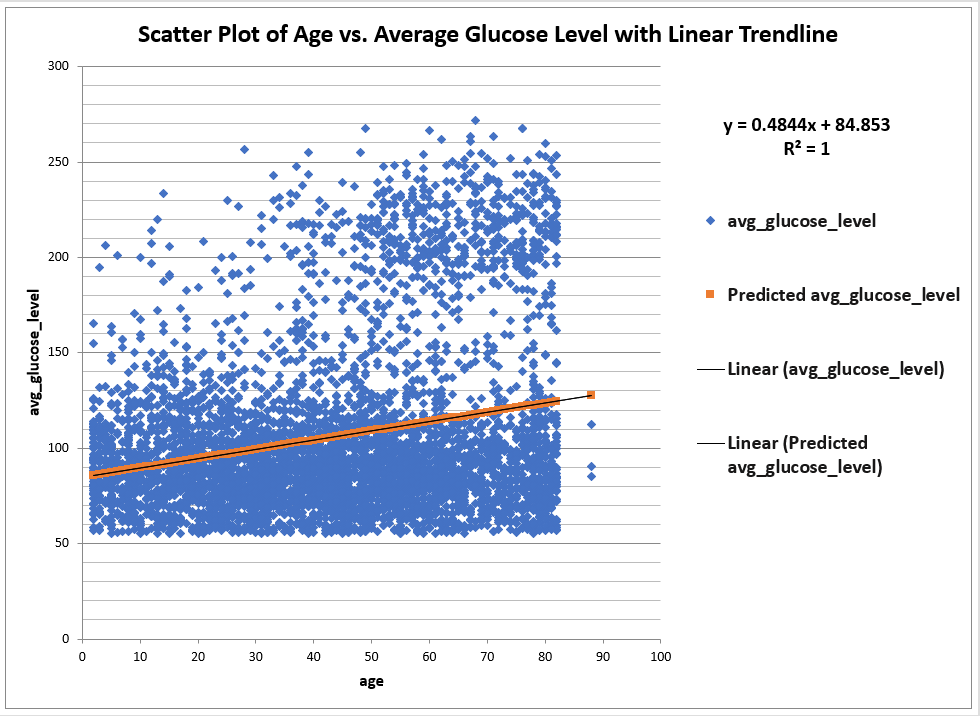 Scatter Plot of Age vs. Average Glucose Level with Linear Trendline
300
250
200
150
100
50
0
avg_glucose_level
0 10 20 30 40 50 60 70 80 90 100
age
y = 0.4844x + 84.853
R² = 1
avg_glucose_level
Predicted avg_glucose_level
Linear (avg_glucose_level)
Linear (Predicted
avg_glucose_level)